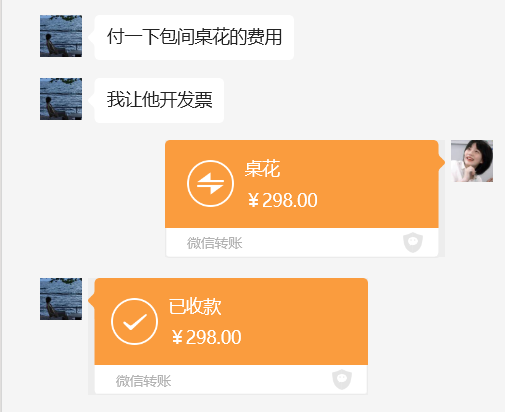 付一下包间桌花的费用
我让他开发票
桌花
￥298.00
微信转账
已收款
￥298.00
微信转账